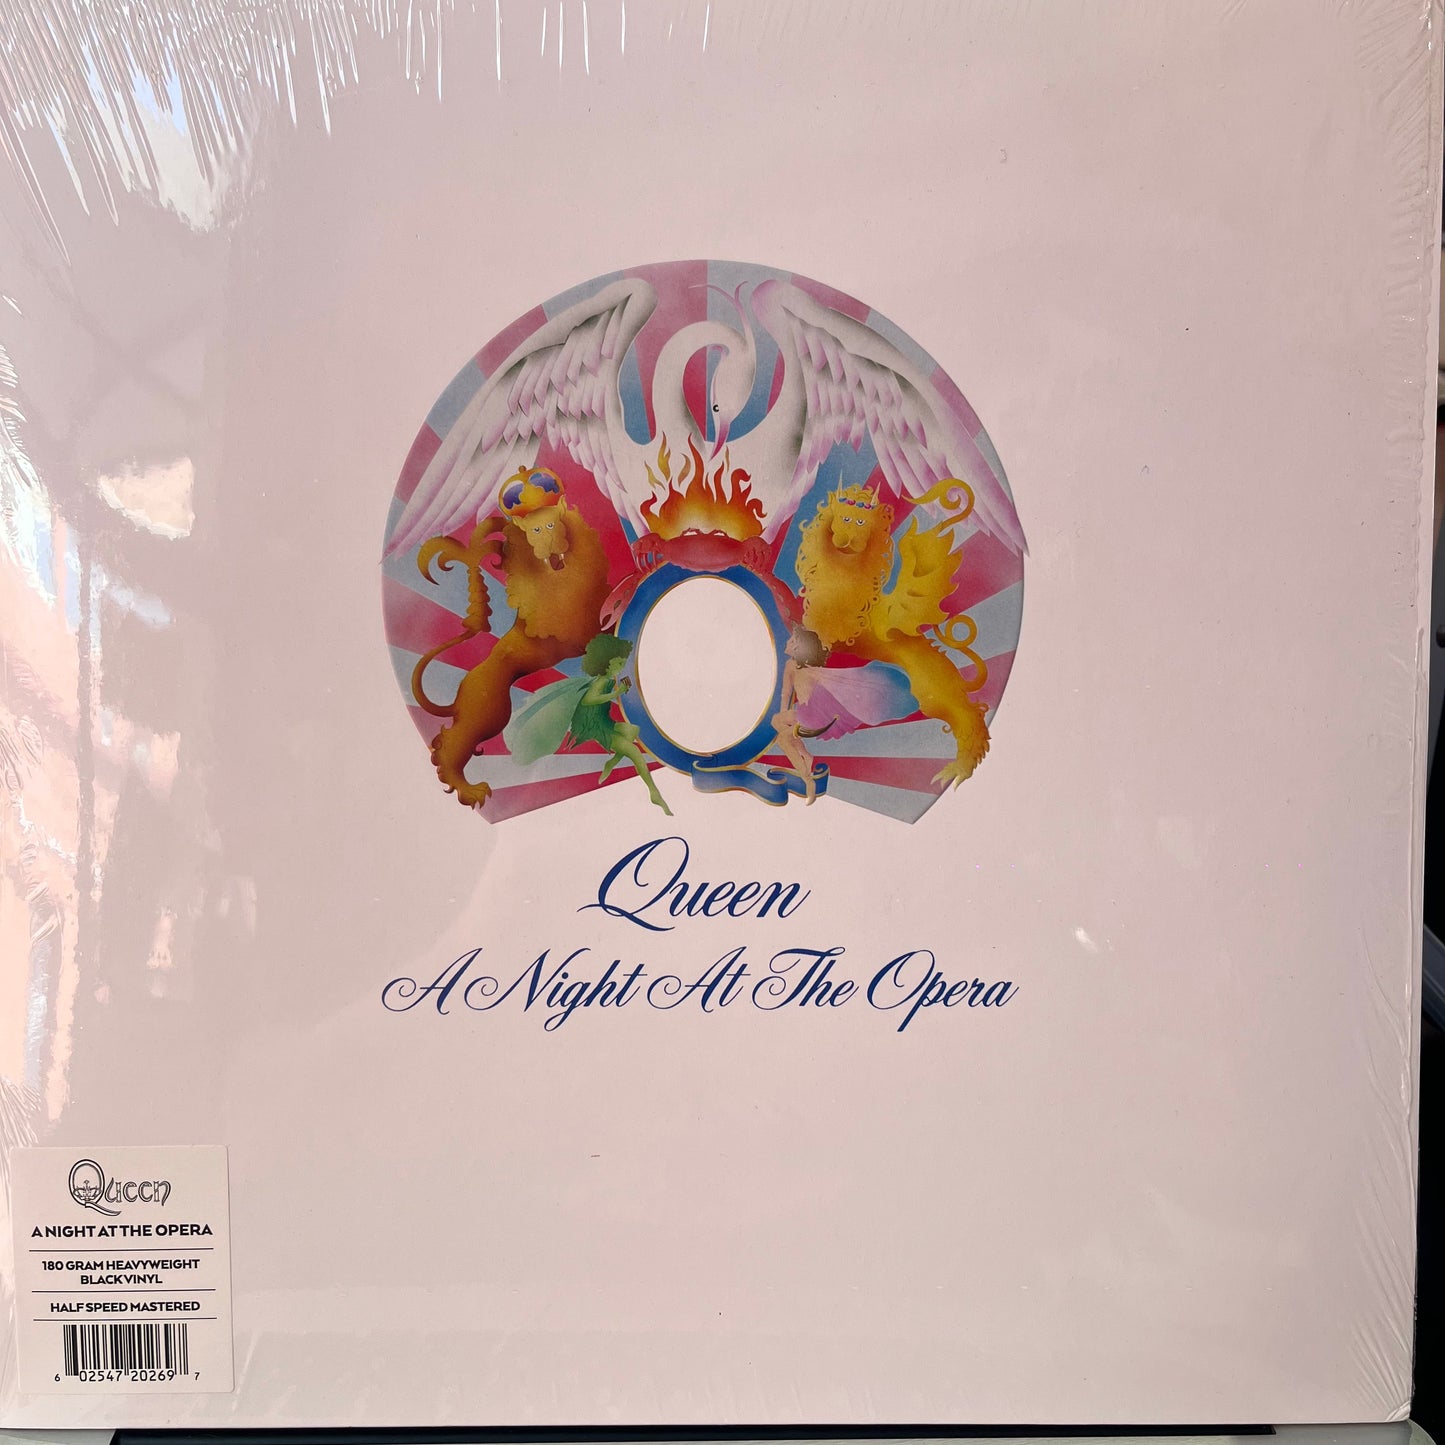 Queen
A Night At The Opera
Queen
A NIGHT AT THE OPERA
180 GRAM HEAVYWEIGHT
BLACK VINYL
HALF SPEED MASTERED
6 02547 20269 7